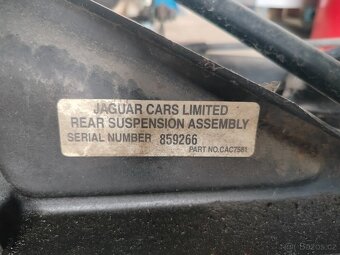 JAGUAR CARS LIMITED
REAR SUSPENSION ASSEMBLY
SERIAL NUMBER 859266
PART NO.CAC7581